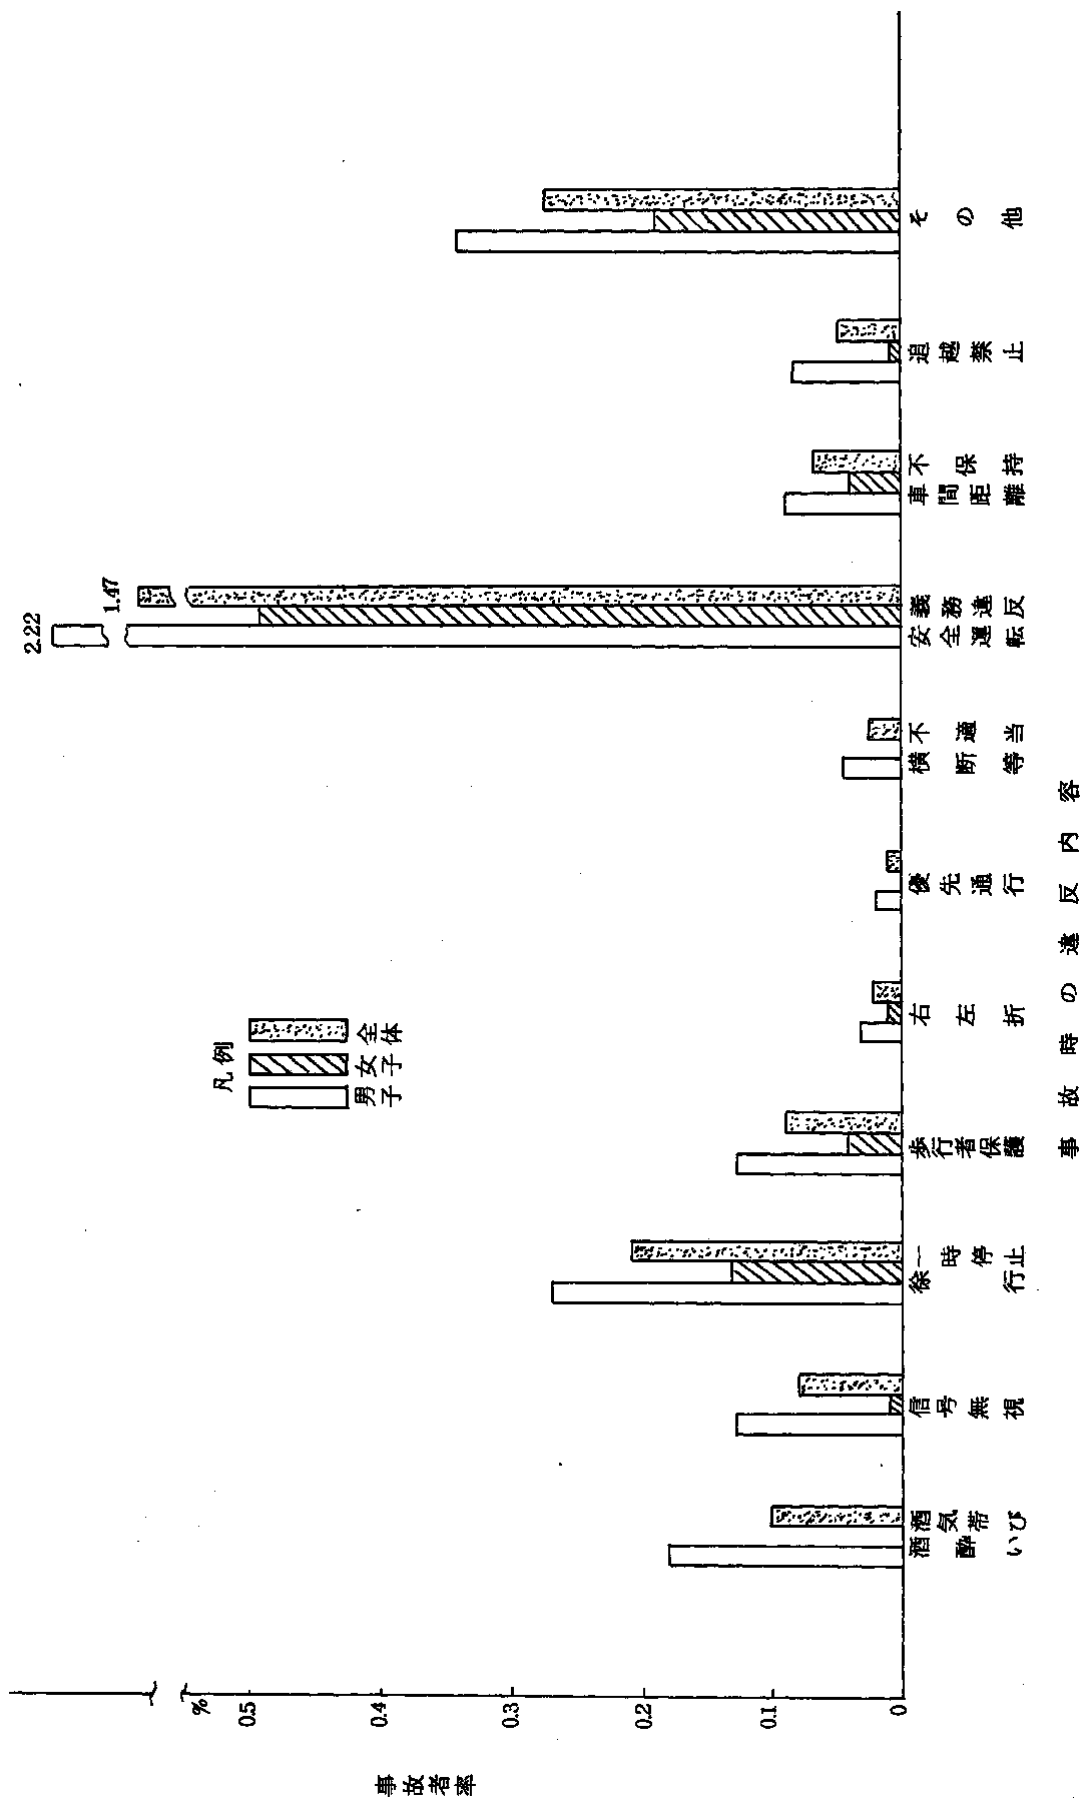 事故者率
%
0.5
0.4
0.3
0.2
0.1
0
凡例
男子
女子
全体
2.22
1.47
酒酔い
酒気帯び
信号無視
徐行
一時停止
歩行者保護
右左折
優先通行
横断等
不適当
安全運転
義務違反
車間距離
不保持
追越禁止
その他
事故時の違反内容